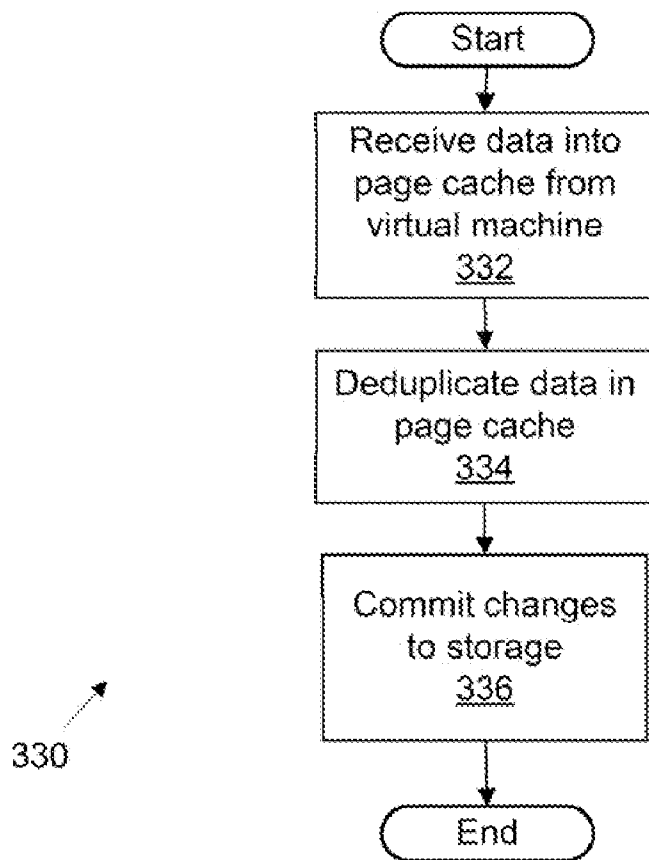 Start
Receive data into
page cache from
virtual machine
332
Deduplicate data in
page cache
334
Commit changes
to storage
336
330
End